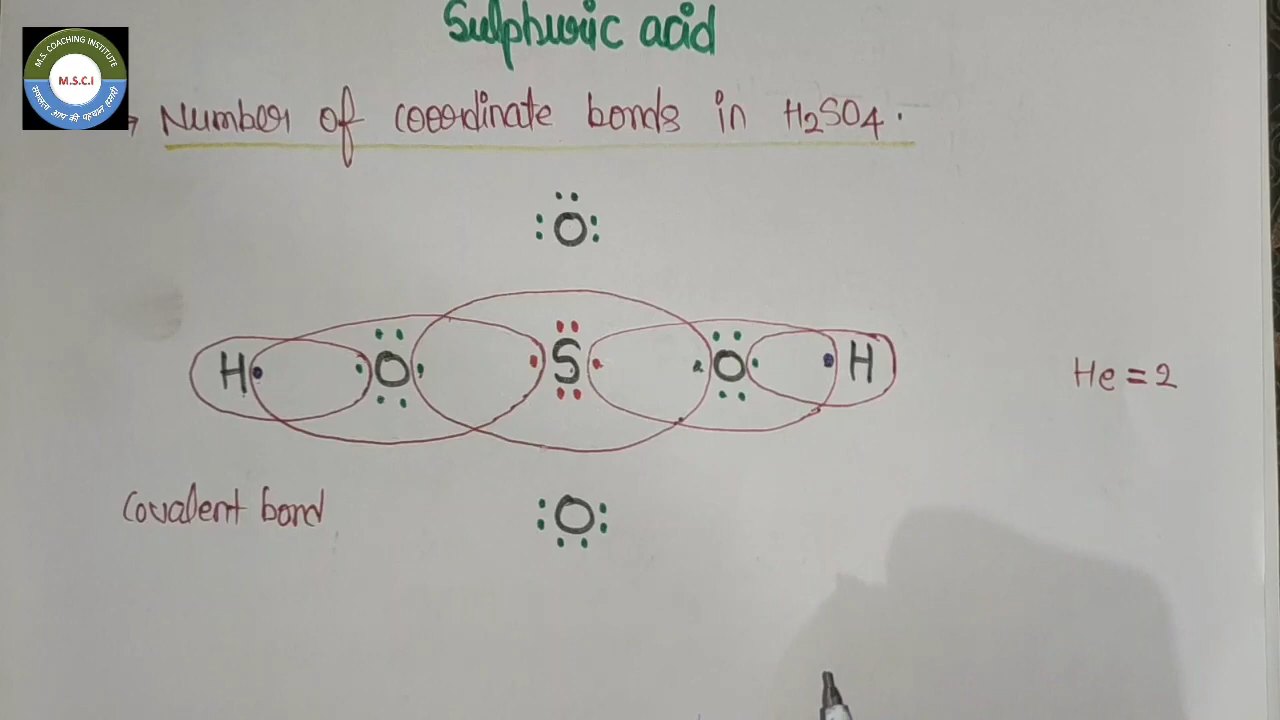 Sulphuric acid
M.S. COACHING INSTITUTE
M.S.C.I
→ Number of coordinate bonds in H₂SO₄.
O
H O S O H
He = 2
Covalent bond
O